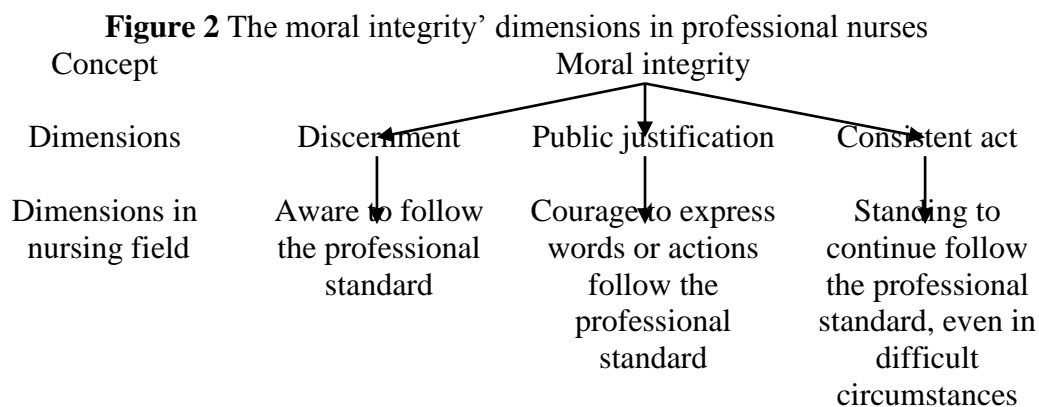 Figure 2 The moral integrity’ dimensions in professional nurses
Concept Moral integrity
Dimensions Discernment Public justification Consistent act
Dimensions in
nursing field
Aware to follow
the professional
standard
Courage to express
words or actions
follow the
professional
standard
Standing to
continue follow
the professional
standard, even in
difficult
circumstances